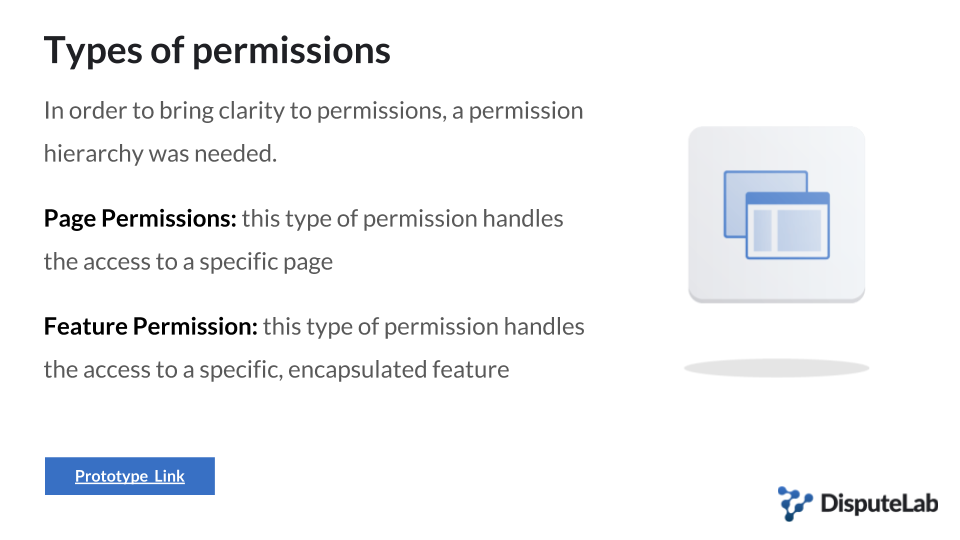 Types of permissions
In order to bring clarity to permissions, a permission
hierarchy was needed.
Page Permissions: this type of permission handles
the access to a specific page
Feature Permission: this type of permission handles
the access to a specific, encapsulated feature
Prototype Link
DisputeLab